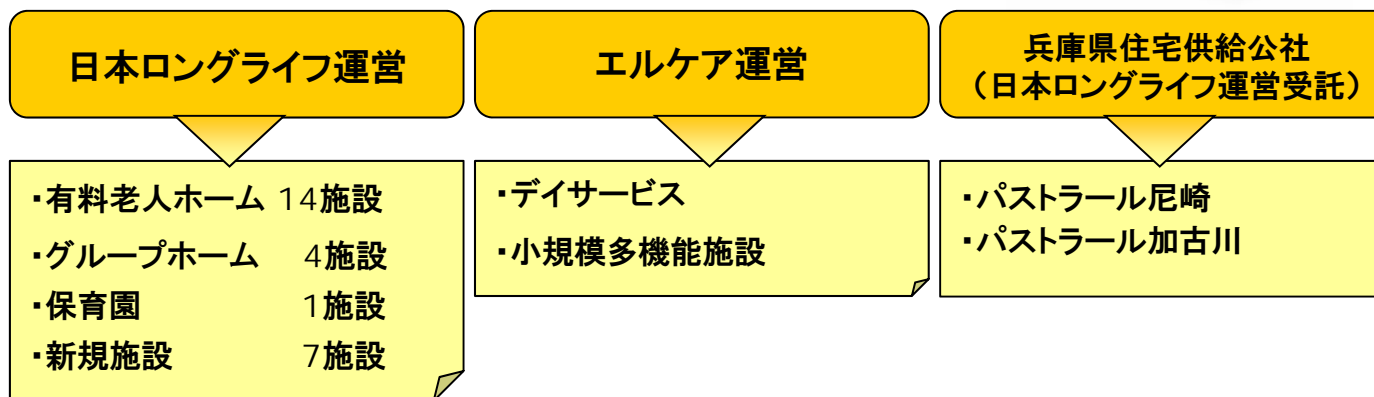 日本ロングライフ運営
・有料老人ホーム 14施設
・グループホーム 4施設
・保育園 1施設
・新規施設 7施設
エルケア運営
・デイサービス
・小規模多機能施設
兵庫県住宅供給公社
（日本ロングライフ運営受託）
・パストラール尼崎
・パストラール加古川